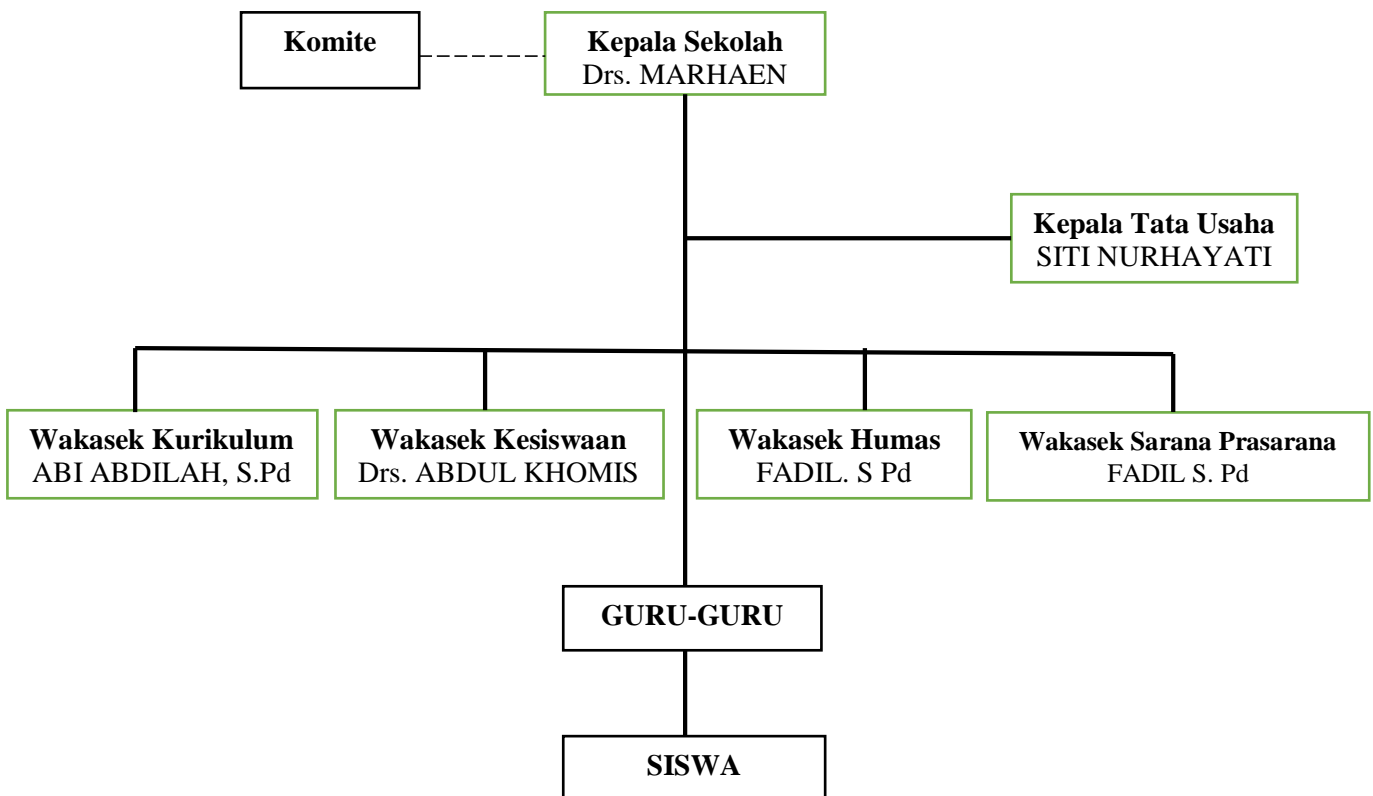 Komite
Kepala Sekolah
Drs. MARHAEN
Kepala Tata Usaha
SITI NURHAYATI
Wakasek Kurikulum
ABI ABDILAH, S.Pd
Wakasek Kesiswaan
Drs. ABDUL KHOMIS
Wakasek Humas
FADIL. S Pd
Wakasek Sarana Prasarana
FADIL S. Pd
GURU-GURU
SISWA